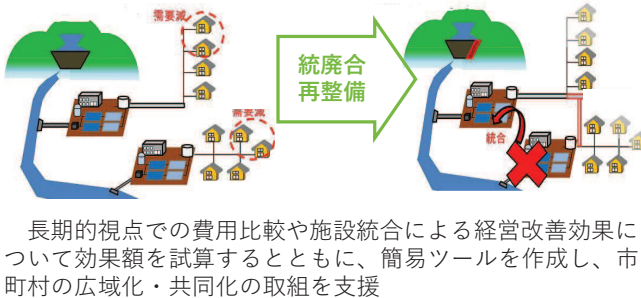 需要減
需要減
統廃合
再整備
統合
長期的視点での費用比較や施設統合による経営改善効果に
ついて効果額を試算するとともに、簡易ツールを作成し、市
町村の広域化・共同化の取組を支援